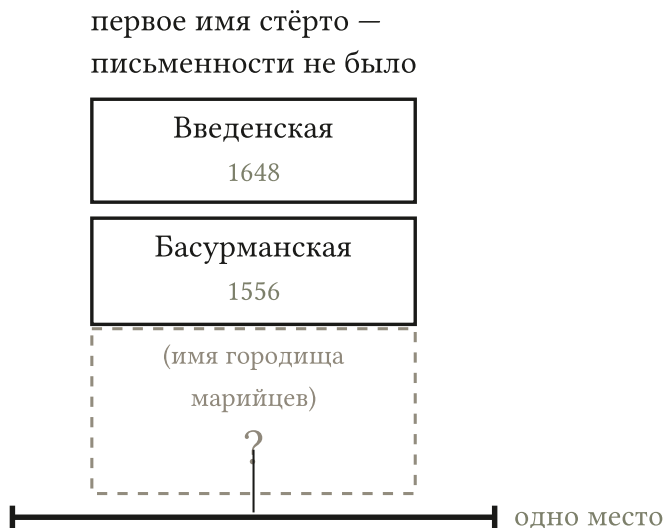 первое имя стёрто —
письменности не было
Введенская
1648
Басурманская
1556
(имя городища
марийцев)
?
одно место